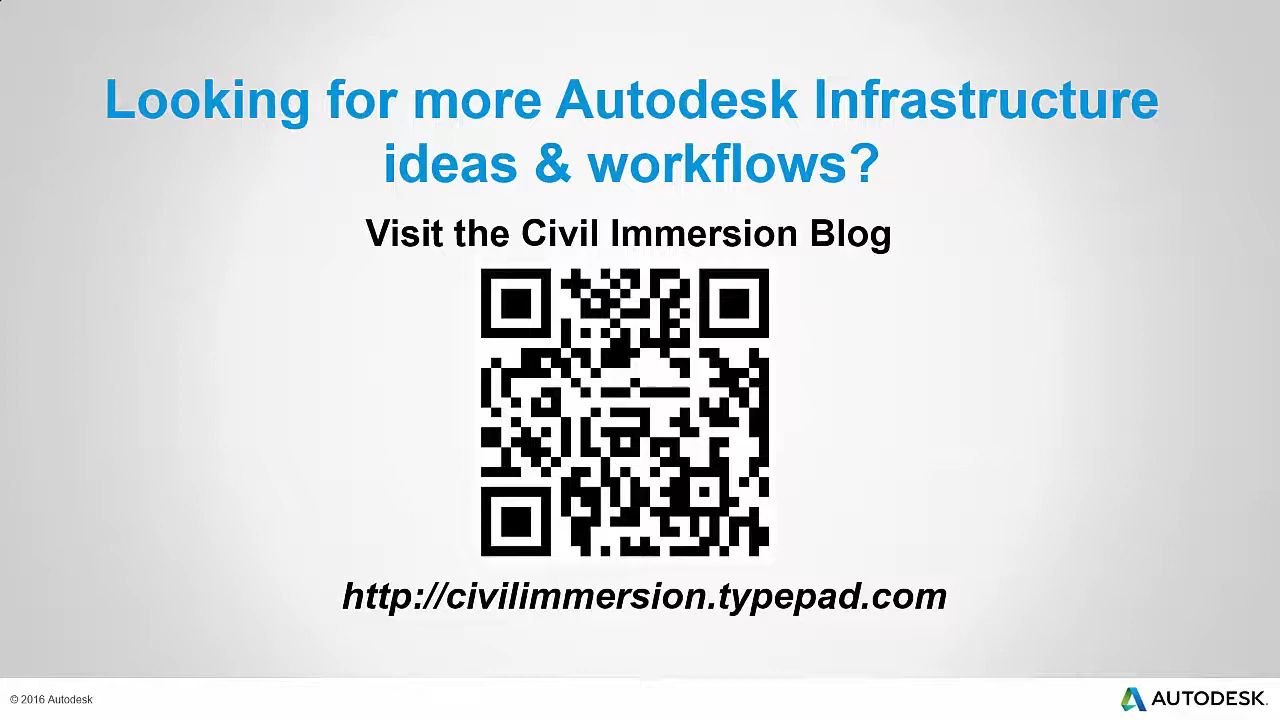 Looking for more Autodesk Infrastructure
ideas & workflows?
Visit the Civil Immersion Blog
http://civilimmersion.typepad.com
© 2016 Autodesk
AUTODESK.